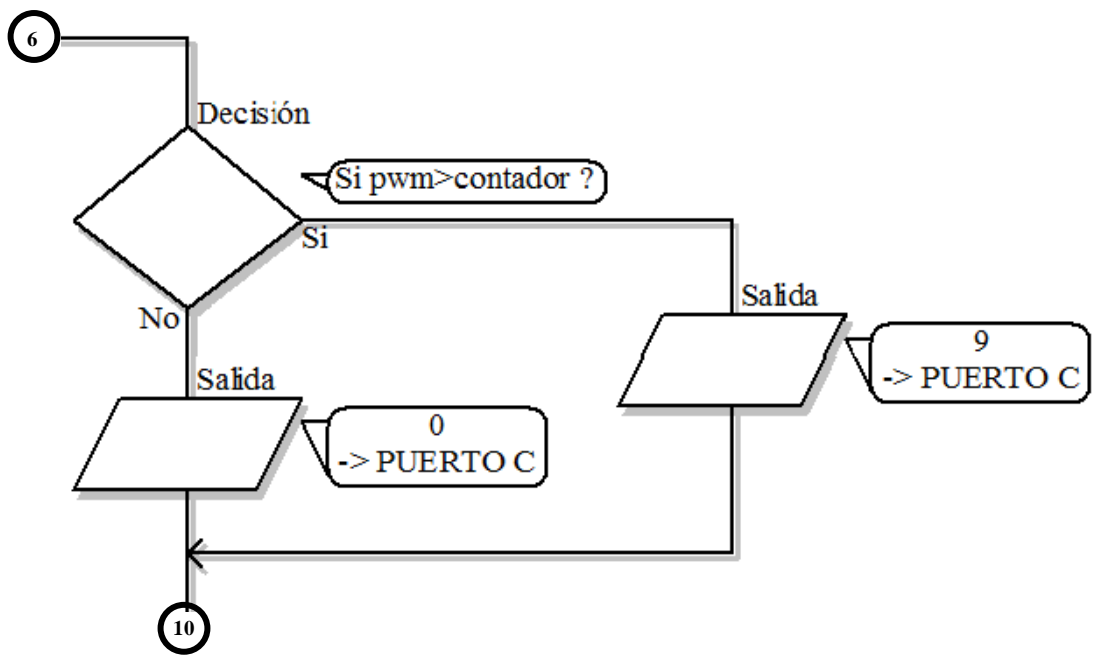 6
Decisión
Si pwm>contador ?
Si
No
Salida
9
-> PUERTO C
Salida
0
-> PUERTO C
10